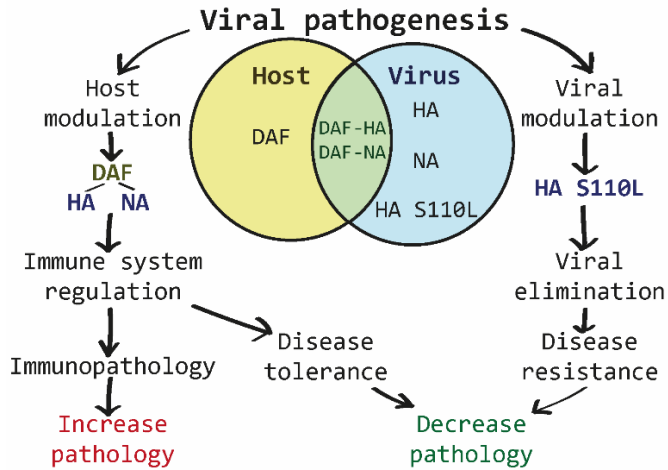 Viral pathogenesis
Host
modulation
DAF
HA NA
Immune system
regulation
Immunopathology
Increase
pathology
Disease
tolerance
Host
DAF
DAF-HA
DAF-NA
Virus
HA
NA
HA S110L
Viral
modulation
HA S110L
Viral
elimination
Disease
resistance
Decrease
pathology